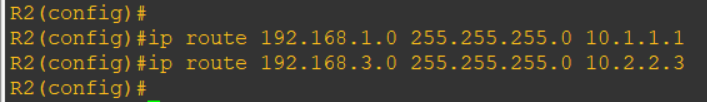 R2(config)#
R2(config)#ip route 192.168.1.0 255.255.255.0 10.1.1.1
R2(config)#ip route 192.168.3.0 255.255.255.0 10.2.2.3
R2(config)#